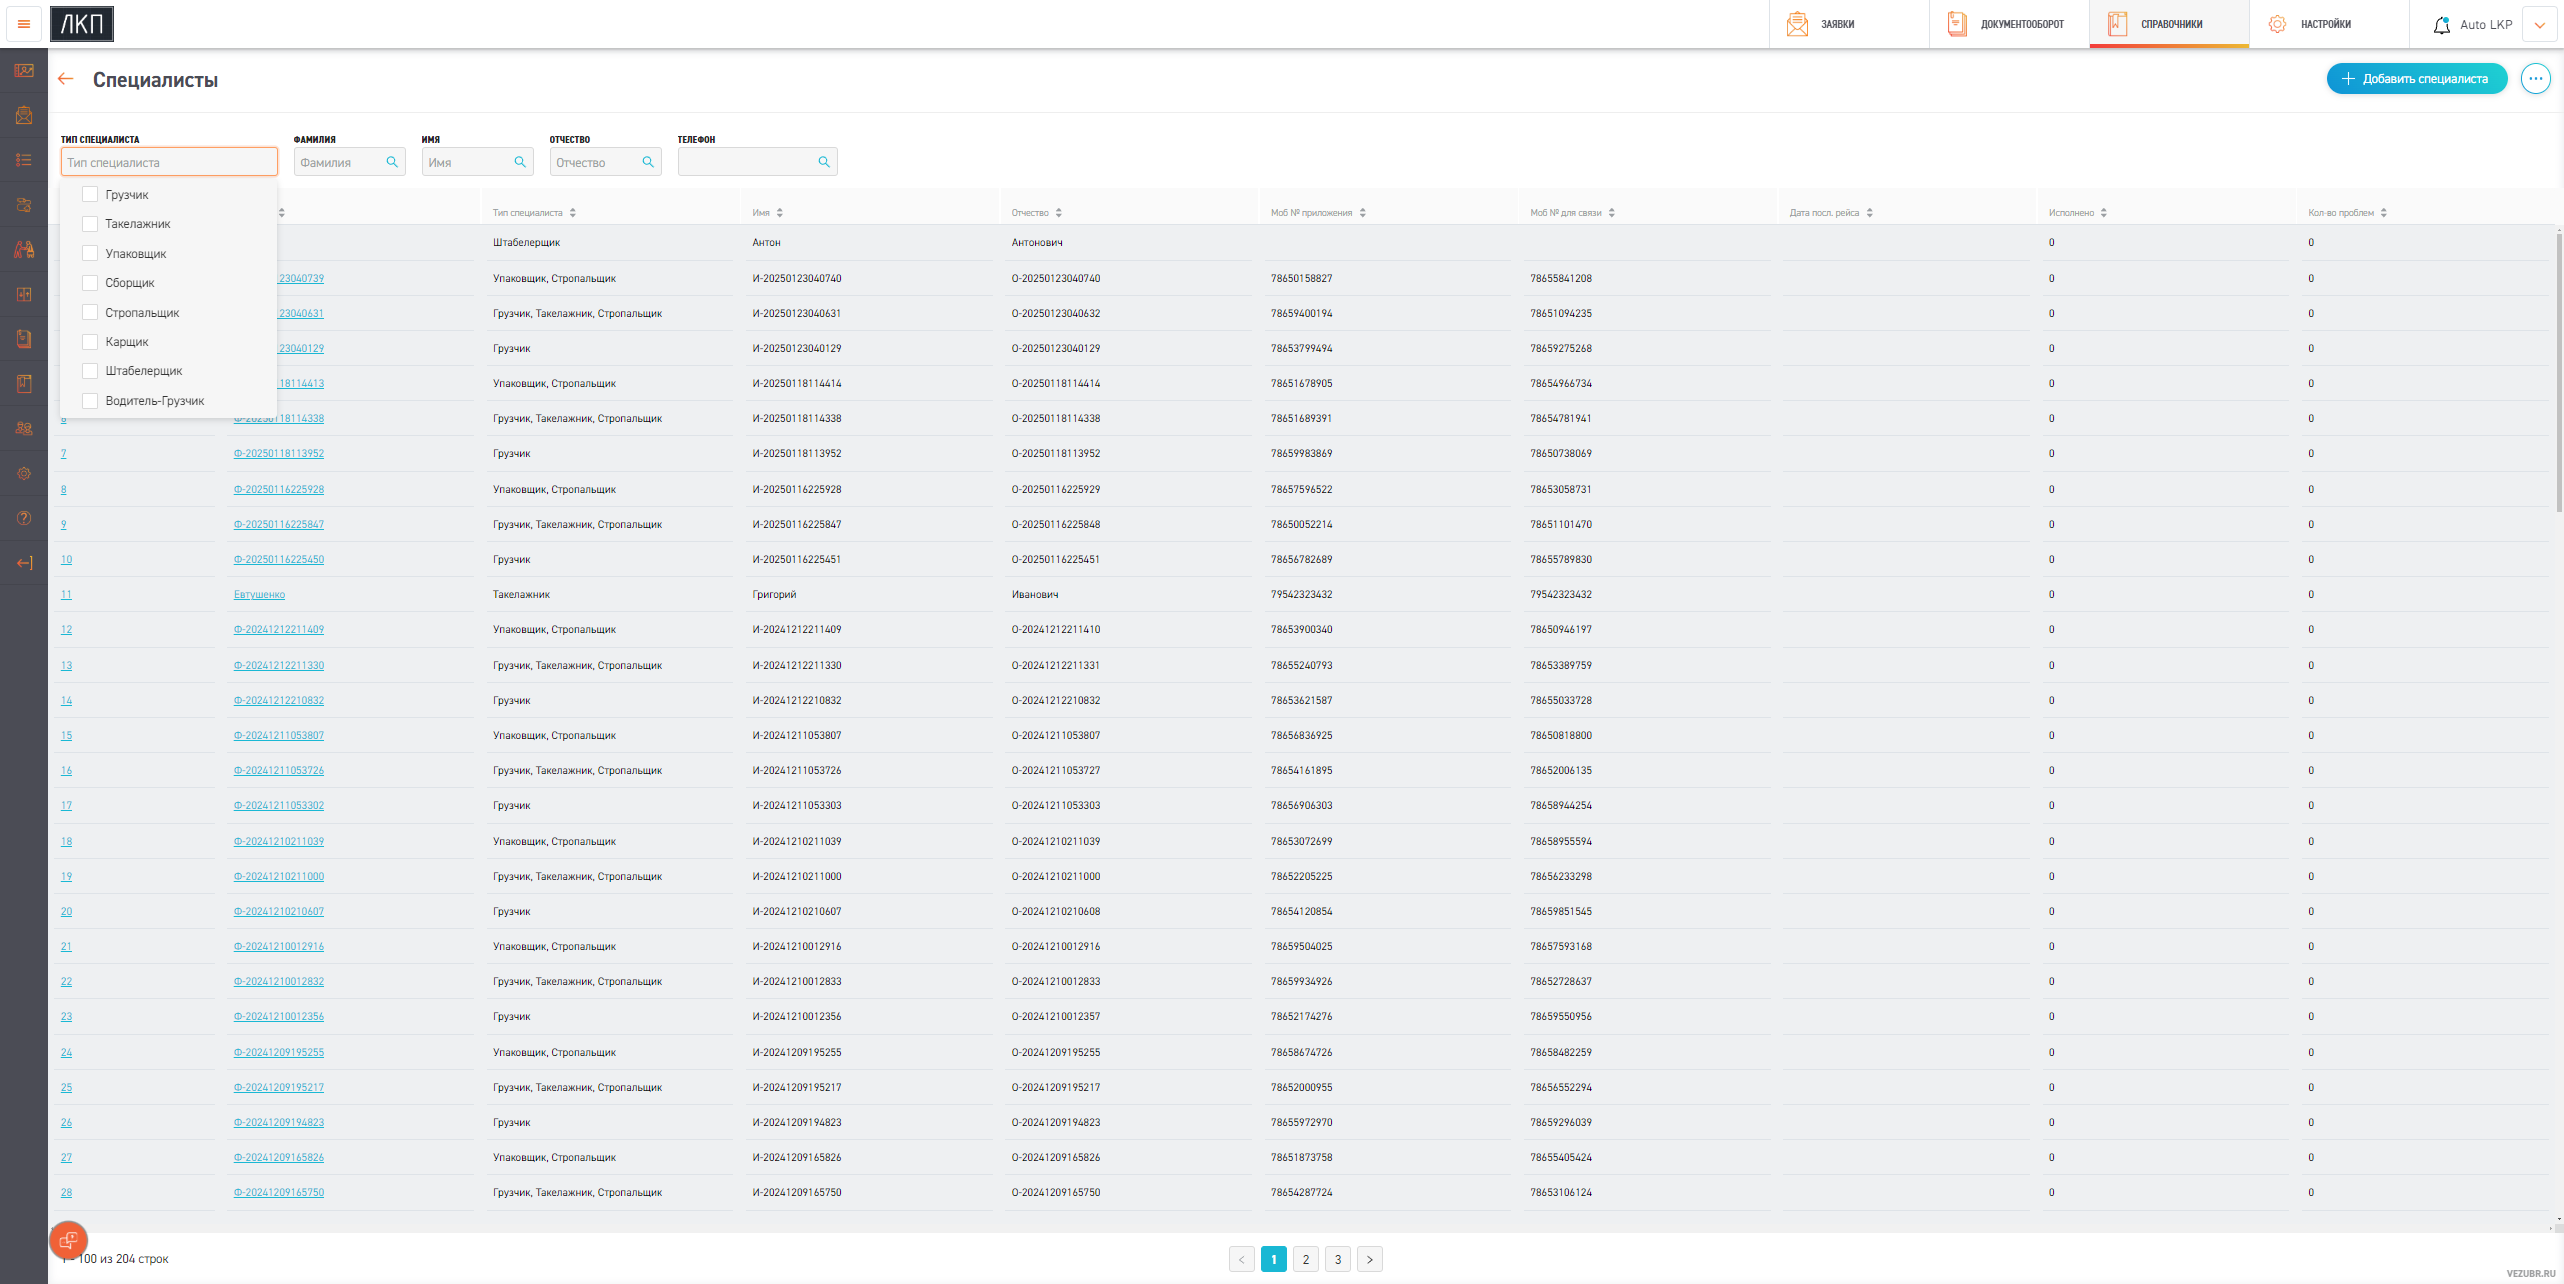 ЛКП
ЗАЯВКИ
ДОКУМЕНТООБОРОТ
СПРАВОЧНИКИ
НАСТРОЙКИ
Auto LKP
Специалисты
Добавить специалиста
ТИП СПЕЦИАЛИСТА ФАМИЛИЯ ИМЯ ОТЧЕСТВО ТЕЛЕФОН
Тип специалиста Фамилия Имя Отчество
Грузчик
Такелажник
Упаковщик
Сборщик
Стропальщик
Карщик
Штабелерщик
Водитель-Грузчик
Тип специалиста Имя Отчество Моб № приложения Моб № для связи Дата посл. рейса Исполнено Кол-во проблем
Штабелерщик Антон Антонович 0 0
23040739 Упаковщик, Стропальщик И-20250123040740 О-20250123040740 78650158827 78655841208 0 0
23040631 Грузчик, Такелажник, Стропальщик И-20250123040631 О-20250123040632 78659400194 78651094235 0 0
23040129 Грузчик И-20250123040129 О-20250123040129 78653799494 78659275268 0 0
18114413 Упаковщик, Стропальщик И-20250118114414 О-20250118114414 78651678905 78654966734 0 0
6 Ф-20250118114338 Грузчик, Такелажник, Стропальщик И-20250118114338 О-20250118114338 78651689391 78654781941 0 0
7 Ф-20250118113952 Грузчик И-20250118113952 О-20250118113952 78659983869 78650738069 0 0
8 Ф-20250116225928 Упаковщик, Стропальщик И-20250116225928 О-20250116225929 78657596522 78653058731 0 0
9 Ф-20250116225847 Грузчик, Такелажник, Стропальщик И-20250116225847 О-20250116225848 78650052214 78651101470 0 0
10 Ф-20250116225450 Грузчик И-20250116225451 О-20250116225451 78656782689 78655789830 0 0
11 Евтушенко Такелажник Григорий Иванович 79542323432 79542323432 0 0
12 Ф-20241212211409 Упаковщик, Стропальщик И-20241212211409 О-20241212211410 78653900340 78650946197 0 0
13 Ф-20241212211330 Грузчик, Такелажник, Стропальщик И-20241212211330 О-20241212211331 78655240793 78653389759 0 0
14 Ф-20241212210832 Грузчик И-20241212210832 О-20241212210832 78653621587 78655033728 0 0
15 Ф-20241211053807 Упаковщик, Стропальщик И-20241211053807 О-20241211053807 78656836925 78650818800 0 0
16 Ф-20241211053726 Грузчик, Такелажник, Стропальщик И-20241211053726 О-20241211053727 78654161895 78652006135 0 0
17 Ф-20241211053302 Грузчик И-20241211053303 О-20241211053303 78656906303 78658944254 0 0
18 Ф-20241210211039 Упаковщик, Стропальщик И-20241210211039 О-20241210211039 78653072699 78658955594 0 0
19 Ф-20241210211000 Грузчик, Такелажник, Стропальщик И-20241210211000 О-20241210211000 78652205225 78656233298 0 0
20 Ф-20241210210607 Грузчик И-20241210210607 О-20241210210608 78654120854 78659851545 0 0
21 Ф-20241210012916 Упаковщик, Стропальщик И-20241210012916 О-20241210012916 78659504025 78657593168 0 0
22 Ф-20241210012832 Грузчик, Такелажник, Стропальщик И-20241210012833 О-20241210012833 78659934926 78652728637 0 0
23 Ф-20241210012356 Грузчик И-20241210012356 О-20241210012357 78652174276 78659550956 0 0
24 Ф-20241209195255 Упаковщик, Стропальщик И-20241209195255 О-20241209195255 78658674726 78658482259 0 0
25 Ф-20241209195217 Грузчик, Такелажник, Стропальщик И-20241209195217 О-20241209195217 78652000955 78656552294 0 0
26 Ф-20241209194823 Грузчик И-20241209194823 О-20241209194823 78655972970 78659296039 0 0
27 Ф-20241209165826 Упаковщик, Стропальщик И-20241209165826 О-20241209165826 78651873758 78655405424 0 0
28 Ф-20241209165750 Грузчик, Такелажник, Стропальщик И-20241209165750 О-20241209165750 78654287724 78653106124 0 0
1 - 100 из 204 строк
< 1 2 3 >
VEZUBR.RU